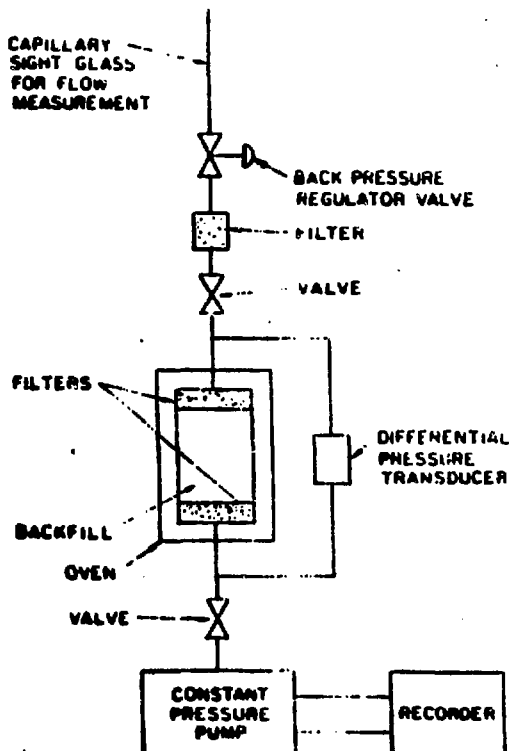 CAPILLARY
SIGHT GLASS
FOR FLOW
MEASUREMENT
BACK PRESSURE
REGULATOR VALVE
FILTER
VALVE
FILTERS
DIFFERENTIAL
PRESSURE
TRANSDUCER
BACKFILL
OVEN
VALVE
CONSTANT
PRESSURE
PUMP
RECORDER